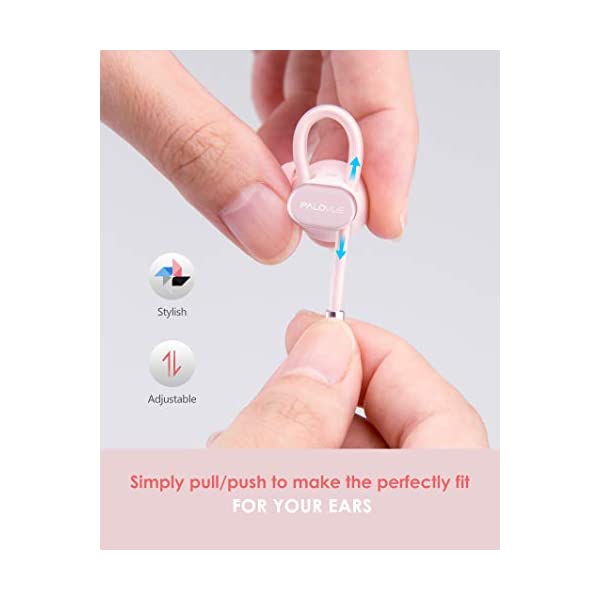 PALOVUE
Stylish
Adjustable
Simply pull/push to make the perfectly fit
FOR YOUR EARS